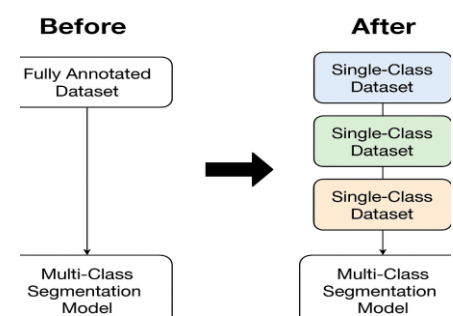 Before
Fully Annotated
Dataset
Multi-Class
Segmentation
Model
After
Single-Class
Dataset
Single-Class
Dataset
Single-Class
Dataset
Multi-Class
Segmentation
Model